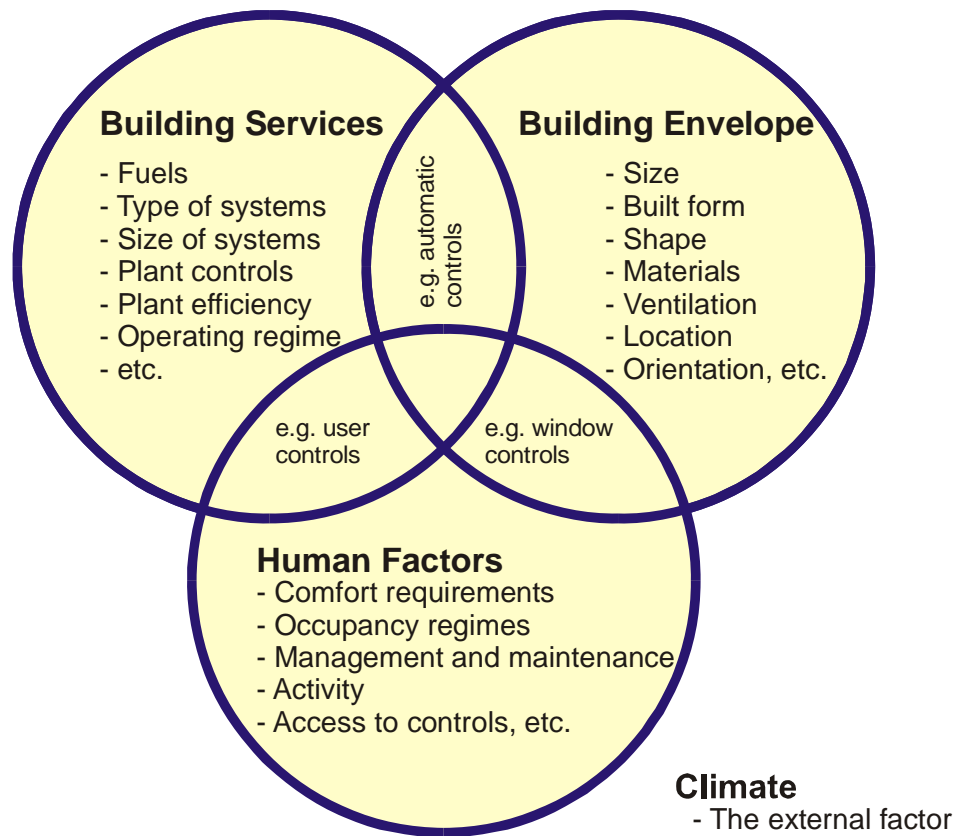 Building Services
- Fuels
- Type of systems
- Size of systems
- Plant controls
- Plant efficiency
- Operating regime
- etc.
e.g. automatic
controls
Building Envelope
- Size
- Built form
- Shape
- Materials
- Ventilation
- Location
- Orientation, etc.
e.g. user
controls
e.g. window
controls
Human Factors
- Comfort requirements
- Occupancy regimes
- Management and maintenance
- Activity
- Access to controls, etc.
Climate
- The external factor